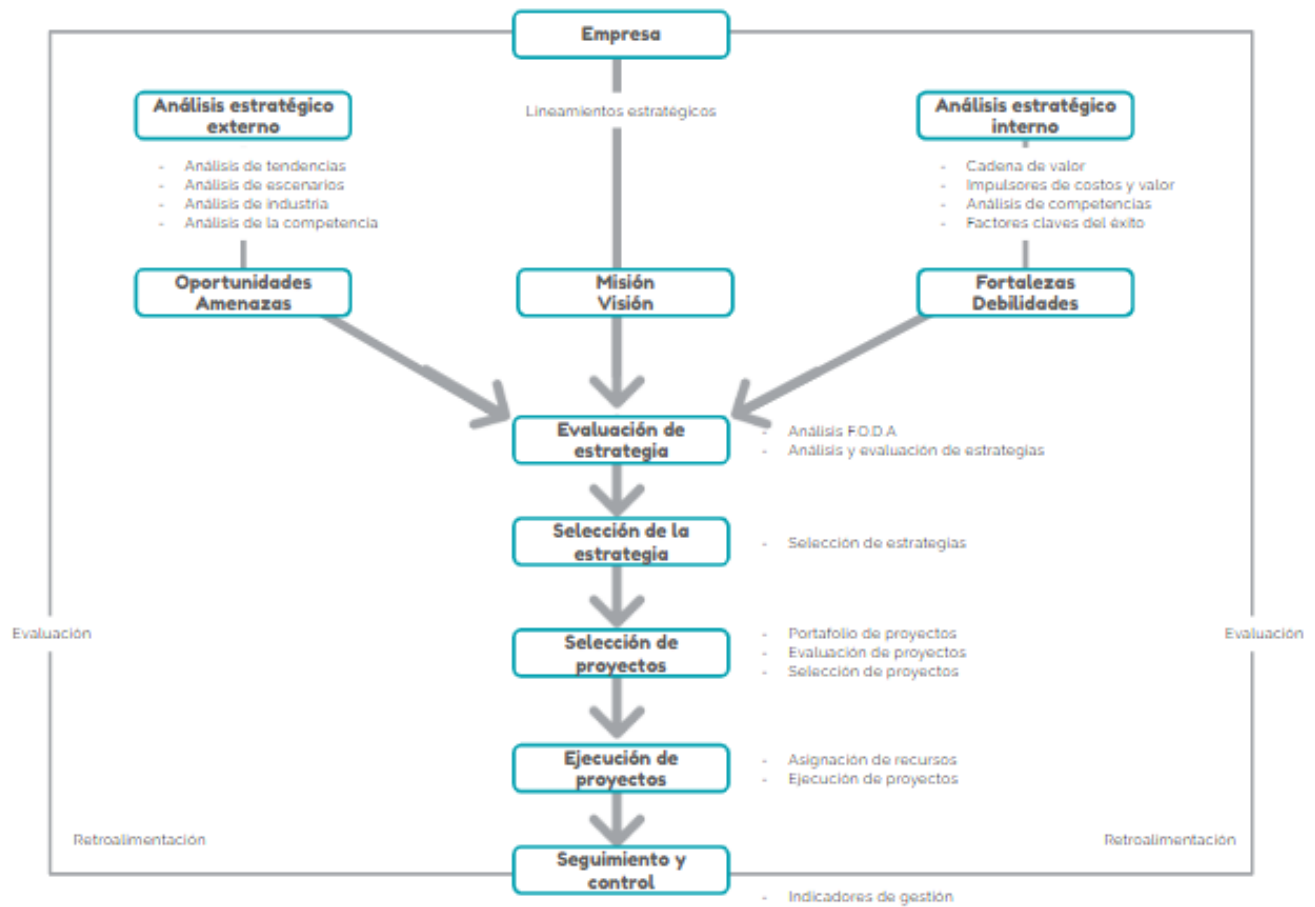 Empresa
Análisis estratégico
externo
Lineamientos estratégicos
Análisis estratégico
interno
- Análisis de tendencias
- Análisis de escenarios
- Análisis de industria
- Análisis de la competencia
- Cadena de valor
- Impulsores de costos y valor
- Análisis de competencias
- Factores claves del éxito
Oportunidades
Amenazas
Misión
Visión
Fortalezas
Debilidades
Evaluación de
estrategia
- Análisis F.O.D.A
- Análisis y evaluación de estrategias
Selección de la
estrategia
- Selección de estrategias
Evaluación
Selección de
proyectos
- Portafolio de proyectos
- Evaluación de proyectos
- Selección de proyectos
Evaluación
Ejecución de
proyectos
- Asignación de recursos
- Ejecución de proyectos
Retroalimentación
Retroalimentación
Seguimiento y
control
- Indicadores de gestión